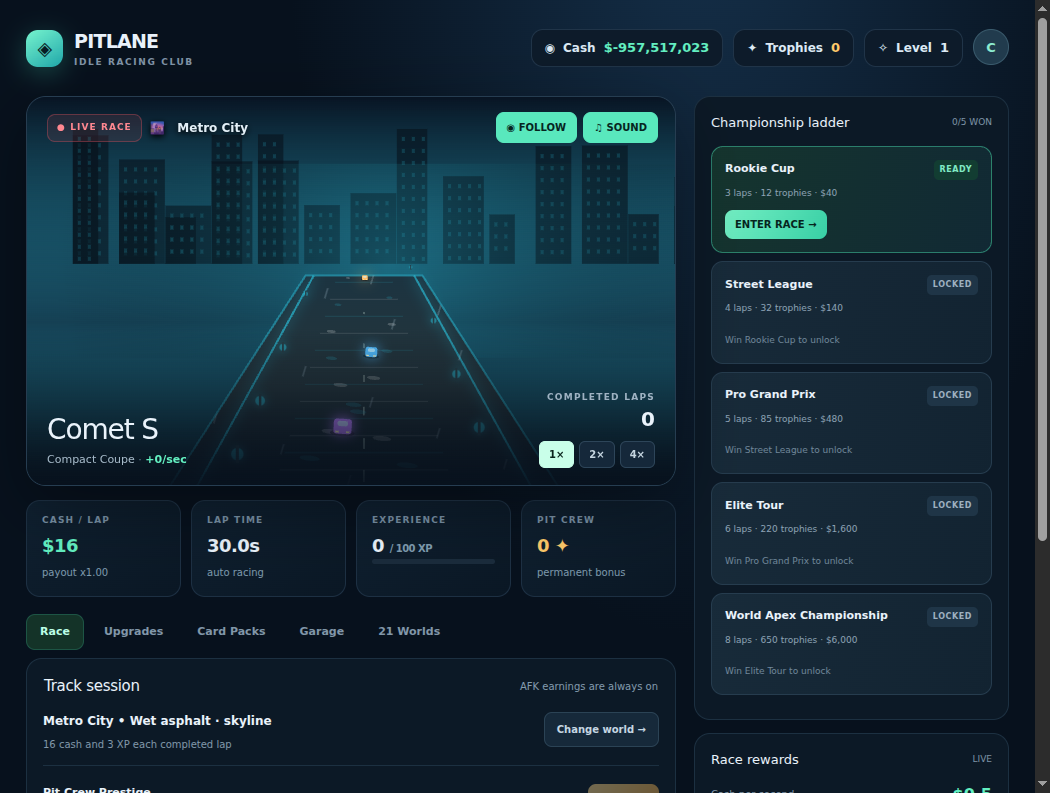 PITLANE
IDLE RACING CLUB
Cash $-957,517,023
Trophies 0
Level 1
C
LIVE RACE
Metro City
FOLLOW
SOUND
Comet S
Compact Coupe · +0/sec
COMPLETED LAPS
0
1×
2×
4×
CASH / LAP
$16
payout x1.00
LAP TIME
30.0s
auto racing
EXPERIENCE
0 / 100 XP
PIT CREW
0 ✦
permanent bonus
Race
Upgrades
Card Packs
Garage
21 Worlds
Track session
AFK earnings are always on
Metro City • Wet asphalt · skyline
16 cash and 3 XP each completed lap
Change world →
Pit Crew Prestige
Championship ladder
0/5 WON
Rookie Cup
READY
3 laps · 12 trophies · $40
ENTER RACE →
Street League
LOCKED
4 laps · 32 trophies · $140
Win Rookie Cup to unlock
Pro Grand Prix
LOCKED
5 laps · 85 trophies · $480
Win Street League to unlock
Elite Tour
LOCKED
6 laps · 220 trophies · $1,600
Win Pro Grand Prix to unlock
World Apex Championship
LOCKED
8 laps · 650 trophies · $6,000
Win Elite Tour to unlock
Race rewards
LIVE
Cash per second
$0.5